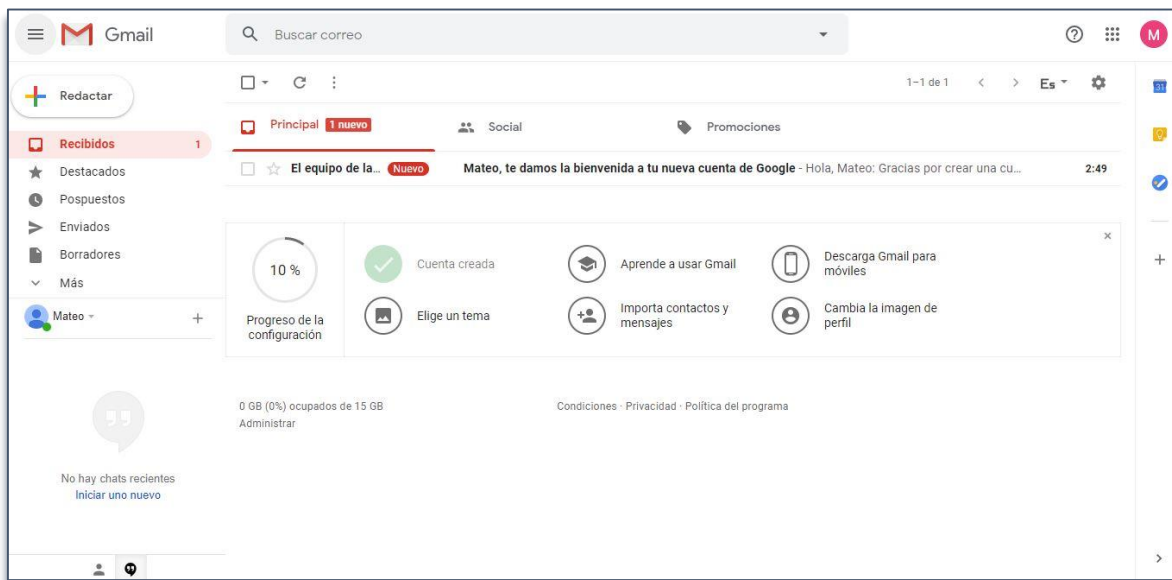 Gmail
Buscar correo
M
Redactar
1–1 de 1
Es
31
Principal 1 nuevo
Social
Promociones
Recibidos 1
El equipo de la... Nuevo Mateo, te damos la bienvenida a tu nueva cuenta de Google - Hola, Mateo: Gracias por crear una cu... 2:49
Destacados
Pospuestos
Enviados
Borradores
Más
Mateo
10 %
Progreso de la
configuración
Cuenta creada
Aprende a usar Gmail
Descarga Gmail para
móviles
Elige un tema
Importa contactos y
mensajes
Cambia la imagen de
perfil
0 GB (0%) ocupados de 15 GB
Administrar
Condiciones · Privacidad · Política del programa
No hay chats recientes
Iniciar uno nuevo